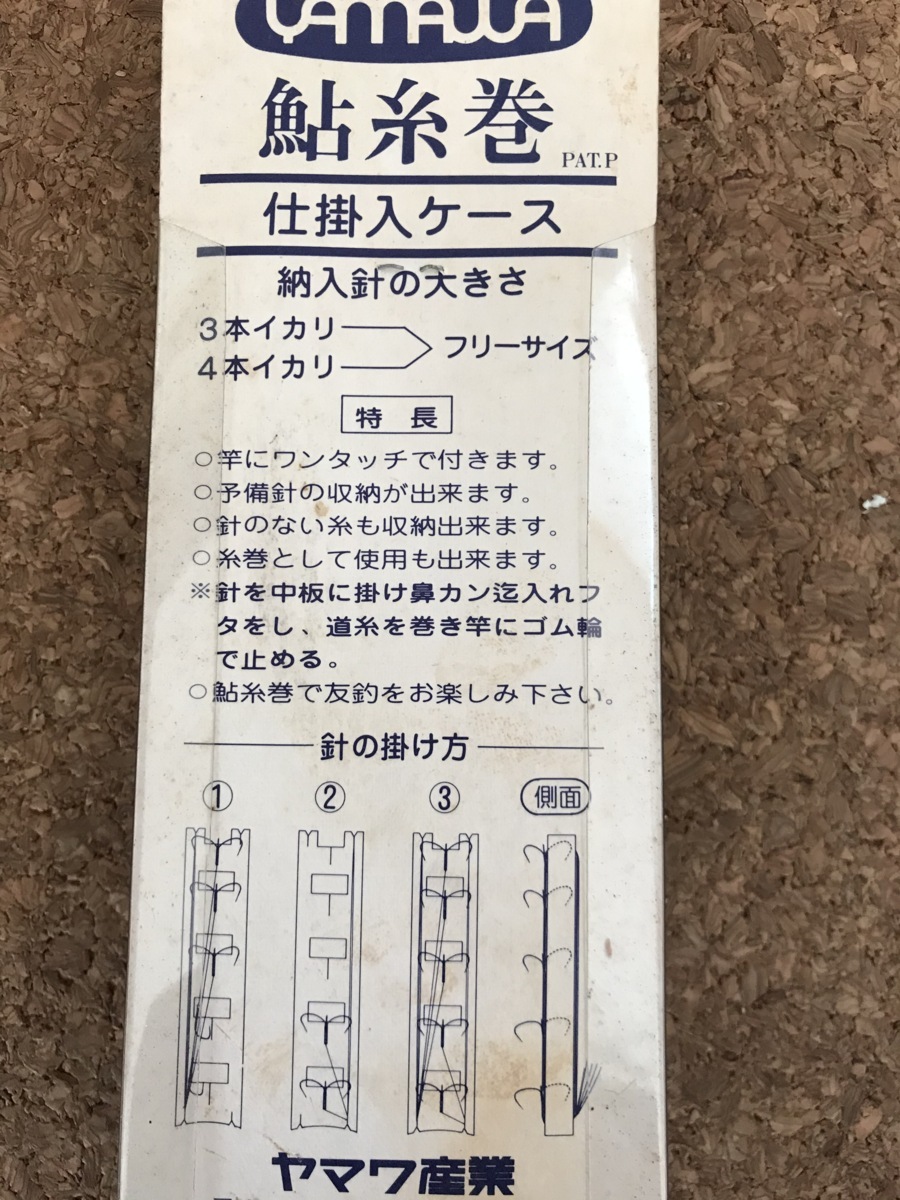 YAMAWA
鮎糸巻
PAT.P
仕掛入ケース
納入針の大きさ
3本イカリ
4本イカリ
フリーサイズ
特 長
○竿にワンタッチで付きます。
○予備針の収納が出来ます。
○針のない糸も収納出来ます。
○糸巻として使用も出来ます。
※針を中板に掛け鼻カン迄入れフ
タをし、道糸を巻き竿にゴム輪
で止める。
○鮎糸巻で友釣をお楽しみ下さい。
針の掛け方
① ② ③ 側面
ヤマワ産業